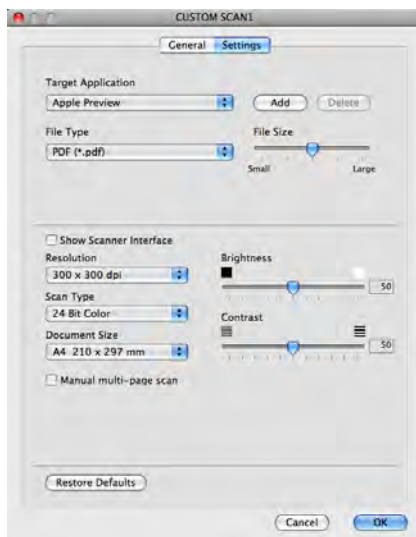 CUSTOM SCAN1
General Settings
Target Application
Apple Preview Add Delete
File Type File Size
PDF (*.pdf)
Small Large
Show Scanner Interface
Resolution Brightness
300 x 300 dpi
50
Scan Type
24 Bit Color
Contrast
Document Size
A4 210 x 297 mm 50
Manual multi-page scan
Restore Defaults
Cancel OK